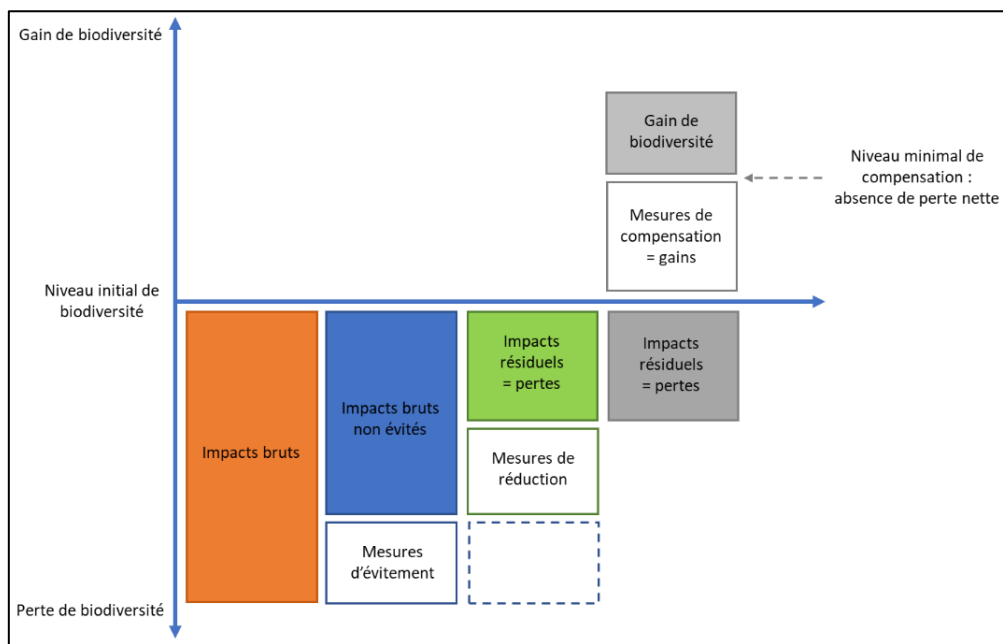 Gain de biodiversité
Gain de
biodiversité
Niveau minimal de
compensation :
absence de perte nette
Mesures de
compensation
= gains
Niveau initial de
biodiversité
Impacts bruts
Impacts bruts
non évités
Mesures
d’évitement
Impacts
résiduels
= pertes
Mesures de
réduction
Impacts
résiduels
= pertes
Perte de biodiversité